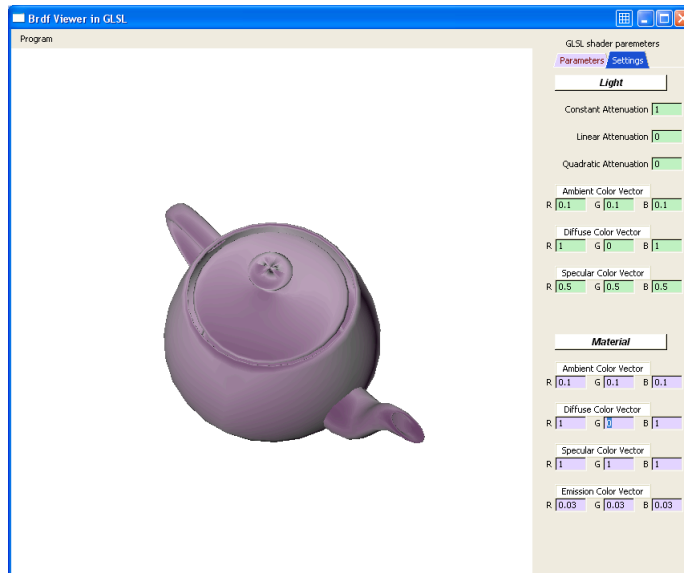 Brdf Viewer in GLSL
Program
GLSL shader paremeters
Parameters Settings
Light
Constant Attenuation 1
Linear Attenuation 0
Quadratic Attenuation 0
Ambient Color Vector
R 0.1 G 0.1 B 0.1
Diffuse Color Vector
R 1 G 0 B 1
Specular Color Vector
R 0.5 G 0.5 B 0.5
Material
Ambient Color Vector
R 0.1 G 0.1 B 0.1
Diffuse Color Vector
R 1 G 0 B 1
Specular Color Vector
R 1 G 1 B 1
Emission Color Vector
R 0.03 G 0.03 B 0.03